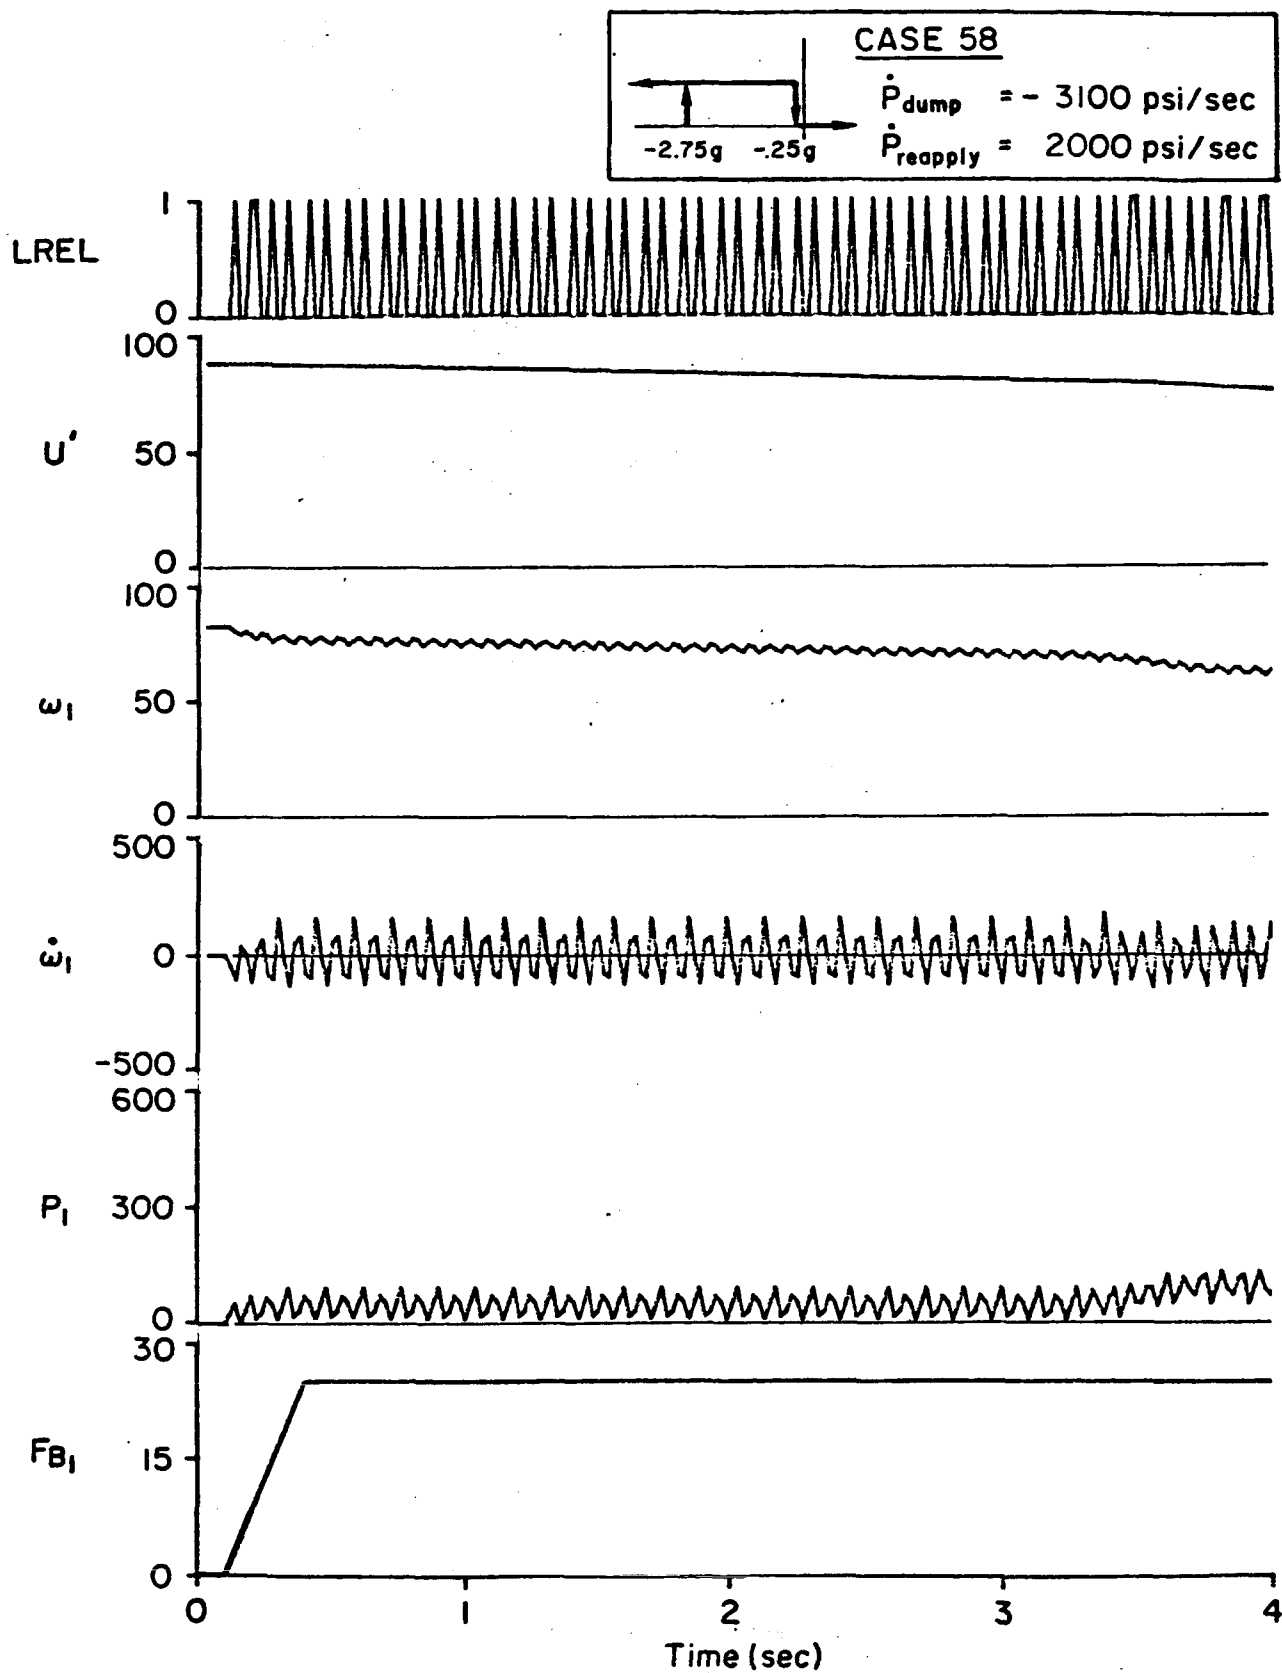 CASE 58
Ṗdump = - 3100 psi/sec
-2.75g -.25g
Ṗreapply = 2000 psi/sec
1
LREL
0
100
U′ 50
0
100
ω1 50
0
500
ω̇1 0
-500
600
P1 300
0
30
FB1 15
0
0 1 2 3 4
Time (sec)